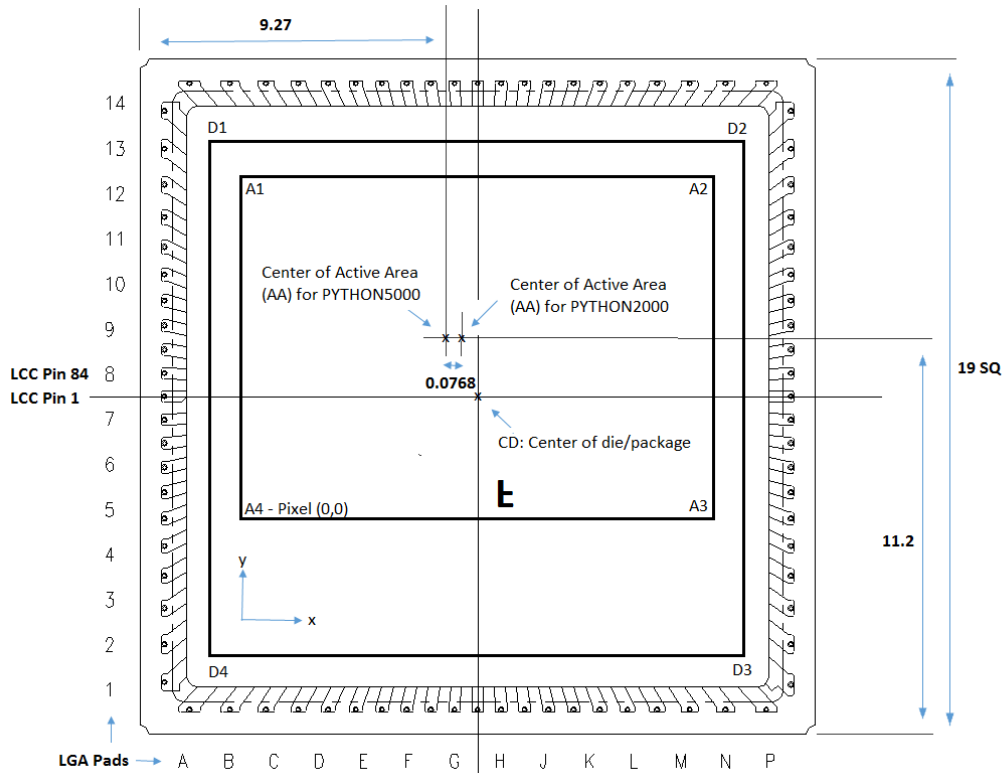 9.27
14
D1
D2
13
A1
A2
12
11
Center of Active Area
(AA) for PYTHON5000
Center of Active Area
(AA) for PYTHON2000
10
9
x x
LCC Pin 84
8
0.0768
19 SQ
LCC Pin 1
x
7
CD: Center of die/package
6
5
A4 - Pixel (0,0)
A3
11.2
4
y
3
x
2
D4
D3
1
LGA Pads
A B C D E F G H J K L M N P